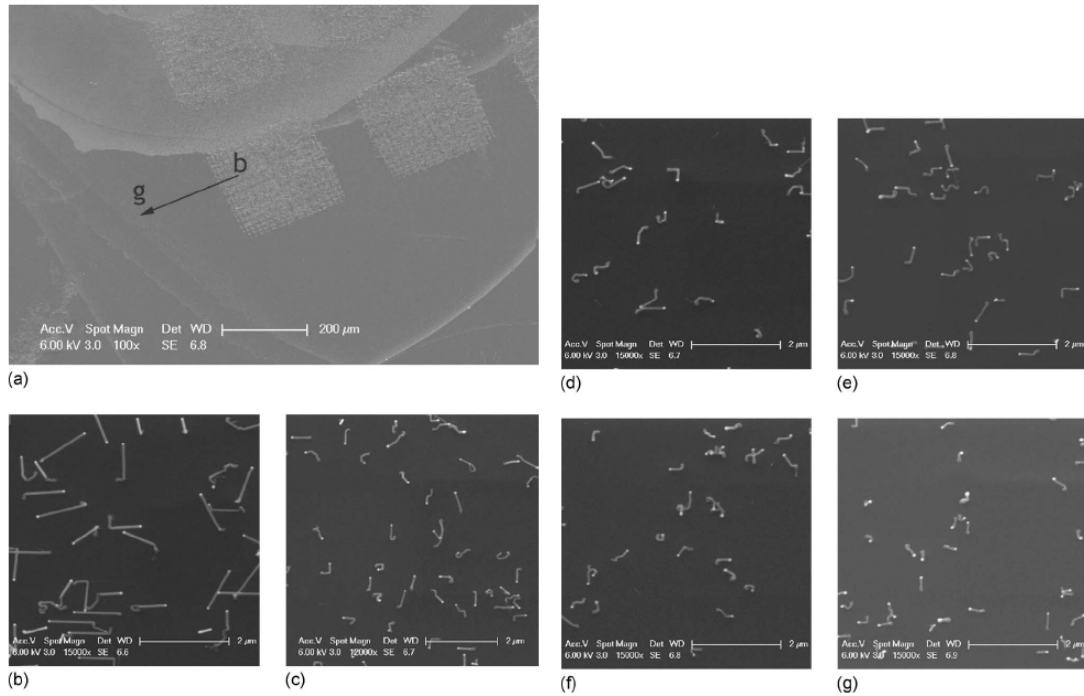 b
g
Acc.V Spot Magn Det WD 200 µm
6.00 kV 3.0 100x SE 6.8
(a)
Acc.V Spot Magn Det WD 2 µm
6.00 kV 3.0 15000x SE 6.7
(d)
Acc.V Spot Magn Det WD 2 µm
6.00 kV 3.0 15000x SE 6.8
(e)
Acc.V Spot Magn Det WD 2 µm
6.00 kV 3.0 15000x SE 6.6
(b)
Acc.V Spot Magn Det WD 2 µm
6.00 kV 3.0 12000x SE 6.7
(c)
Acc.V Spot Magn Det WD 2 µm
6.00 kV 3.0 15000x SE 6.8
(f)
Acc.V Spot Magn Det WD 2 µm
6.00 kV 3.0 15000x SE 6.9
(g)